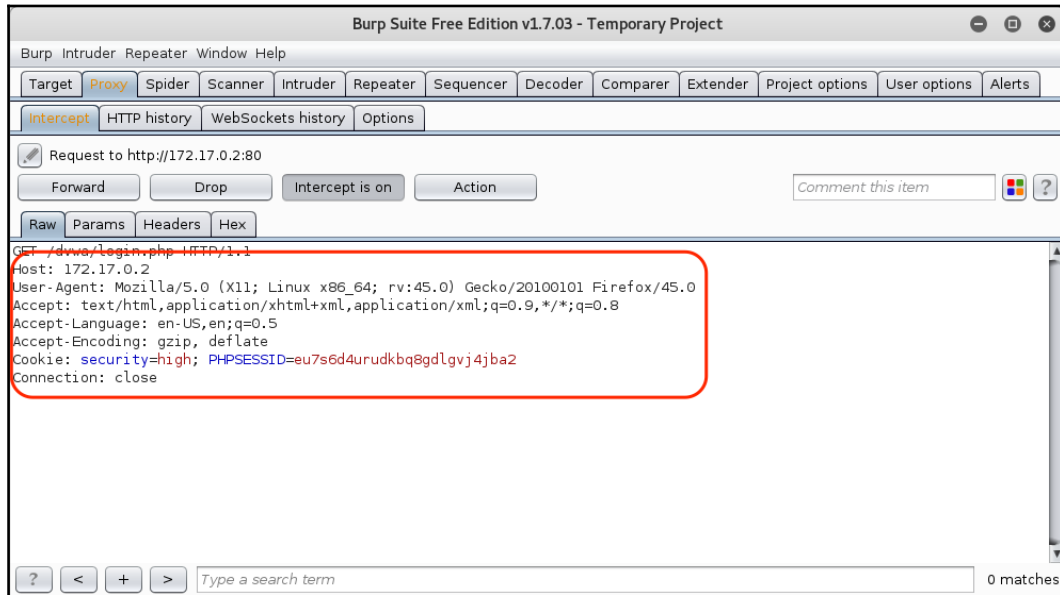 Burp Suite Free Edition v1.7.03 - Temporary Project
Burp Intruder Repeater Window Help
Target Proxy Spider Scanner Intruder Repeater Sequencer Decoder Comparer Extender Project options User options Alerts
Intercept HTTP history WebSockets history Options
Request to http://172.17.0.2:80
Forward Drop Intercept is on Action Comment this item ?
Raw Params Headers Hex
GET /dvwa/login.php HTTP/1.1
Host: 172.17.0.2
User-Agent: Mozilla/5.0 (X11; Linux x86_64; rv:45.0) Gecko/20100101 Firefox/45.0
Accept: text/html,application/xhtml+xml,application/xml;q=0.9,*/*;q=0.8
Accept-Language: en-US,en;q=0.5
Accept-Encoding: gzip, deflate
Cookie: security=high; PHPSESSID=eu7s6d4urudkbq8gdlgvj4jba2
Connection: close
? < + > Type a search term 0 matches